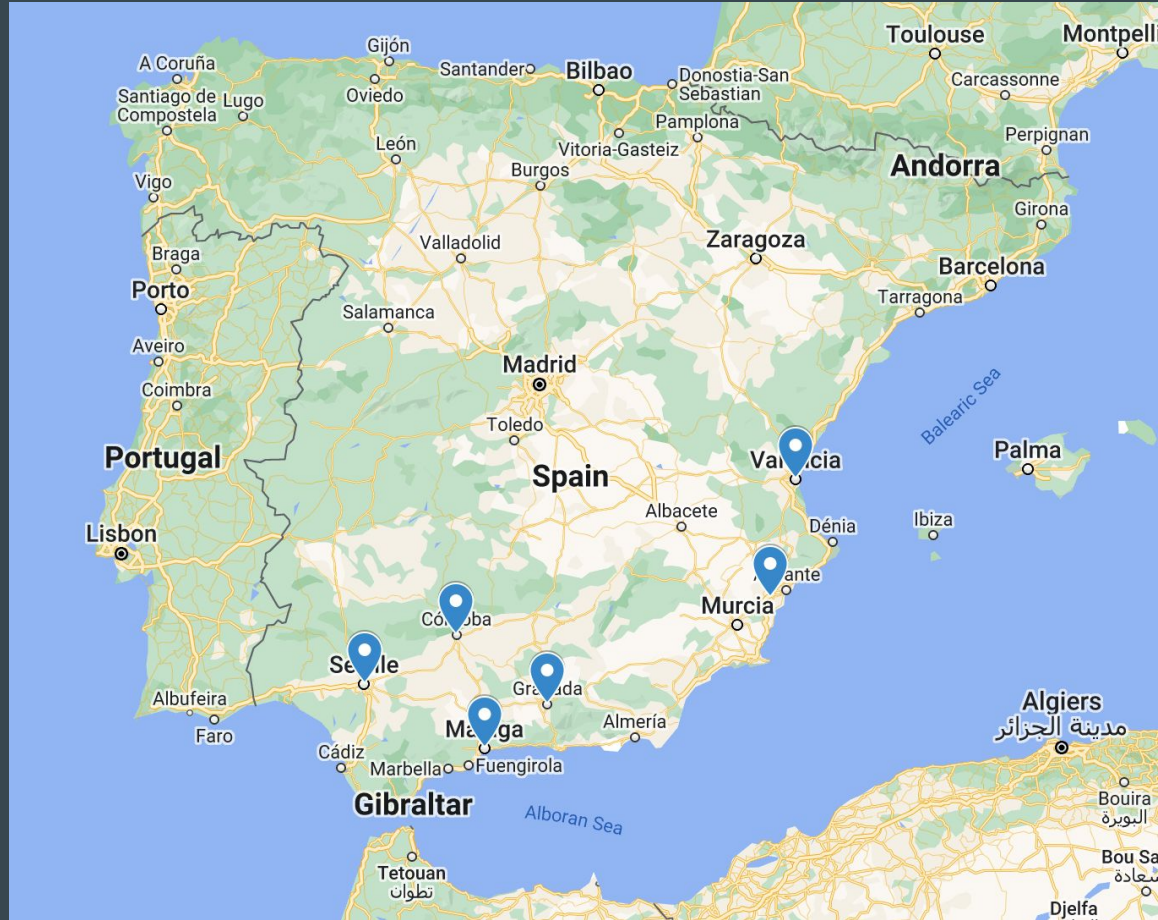 Gijón
A Coruña
Santander
Bilbao
Toulouse
Montpelli
Donostia-San
Sebastian
Carcassonne
Santiago de
Compostela
Lugo
Oviedo
Pamplona
Perpignan
León
Vitoria-Gasteiz
Burgos
Andorra
Vigo
Girona
Valladolid
Zaragoza
Braga
Barcelona
Porto
Tarragona
Salamanca
Aveiro
Madrid
Coimbra
Balearic Sea
Toledo
Portugal
Spain
Palma
Albacete
Ibiza
Dénia
Lisbon
Murcia
Albufeira
Faro
Almería
Algiers
مدينة الجزائر
Cádiz
Marbella
Fuengirola
Gibraltar
Alboran Sea
Bouira
البويرة
Tetouan
تطوان
Bou Sa
Djelfa